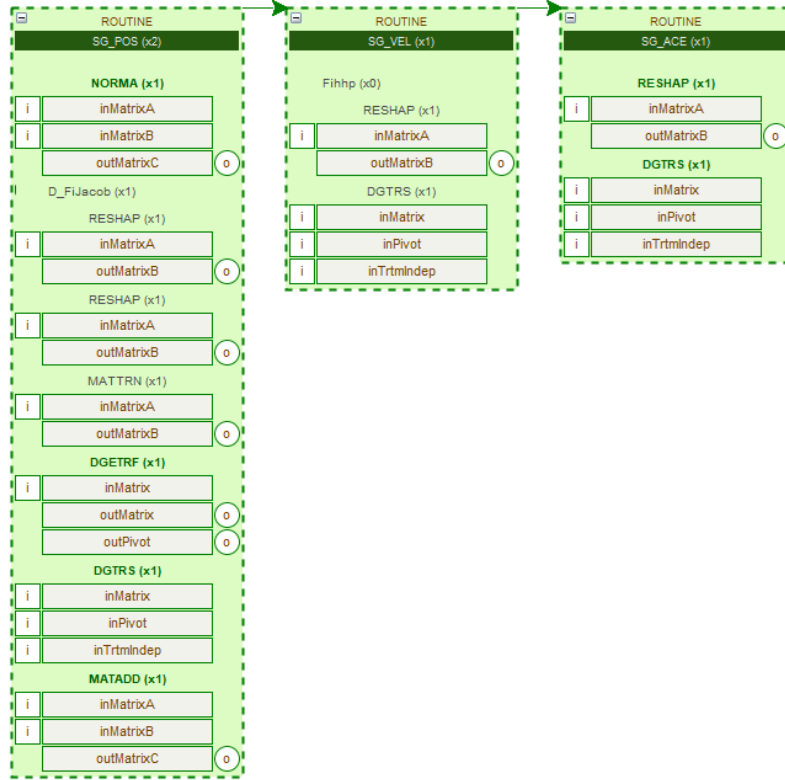 ROUTINE
SG_POS (x2)
NORMA (x1)
i inMatrixA
i inMatrixB
outMatrixC o
D_FiJacob (x1)
RESHAP (x1)
i inMatrixA
outMatrixB o
RESHAP (x1)
i inMatrixA
outMatrixB o
MATTRN (x1)
i inMatrixA
outMatrixB o
DGETRF (x1)
i inMatrix
outMatrix o
outPivot o
DGTRS (x1)
i inMatrix
i inPivot
i inTrtmIndep
MATADD (x1)
i inMatrixA
i inMatrixB
outMatrixC o
ROUTINE
SG_VEL (x1)
Fihhp (x0)
RESHAP (x1)
i inMatrixA
outMatrixB o
DGTRS (x1)
i inMatrix
i inPivot
i inTrtmIndep
ROUTINE
SG_ACE (x1)
RESHAP (x1)
i inMatrixA
outMatrixB o
DGTRS (x1)
i inMatrix
i inPivot
i inTrtmIndep